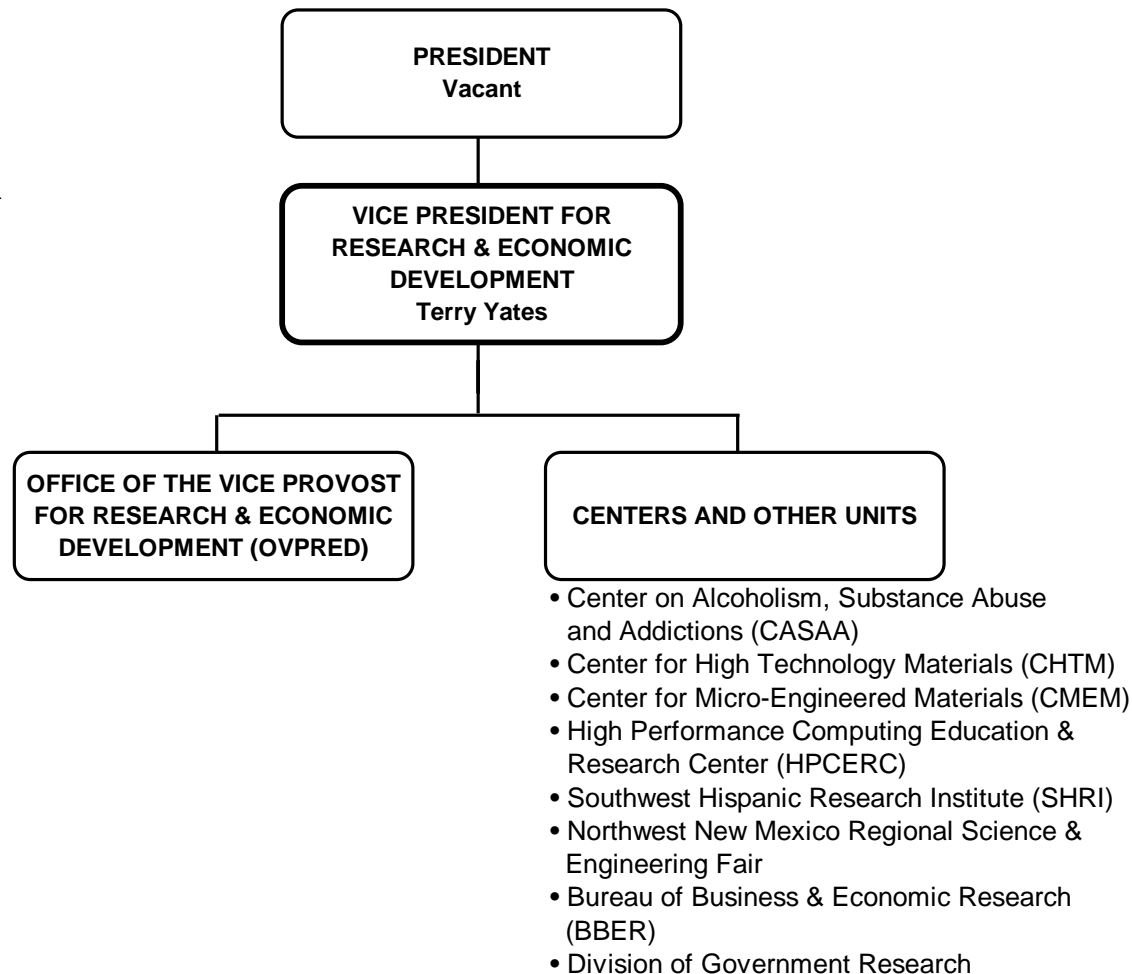 PRESIDENT
Vacant
VICE PRESIDENT FOR
RESEARCH & ECONOMIC
DEVELOPMENT
Terry Yates
OFFICE OF THE VICE PROVOST
FOR RESEARCH & ECONOMIC
DEVELOPMENT (OVPRED)
CENTERS AND OTHER UNITS
• Center on Alcoholism, Substance Abuse
and Addictions (CASAA)
• Center for High Technology Materials (CHTM)
• Center for Micro-Engineered Materials (CMEM)
• High Performance Computing Education &
Research Center (HPCERC)
• Southwest Hispanic Research Institute (SHRI)
• Northwest New Mexico Regional Science &
Engineering Fair
• Bureau of Business & Economic Research
(BBER)
• Division of Government Research